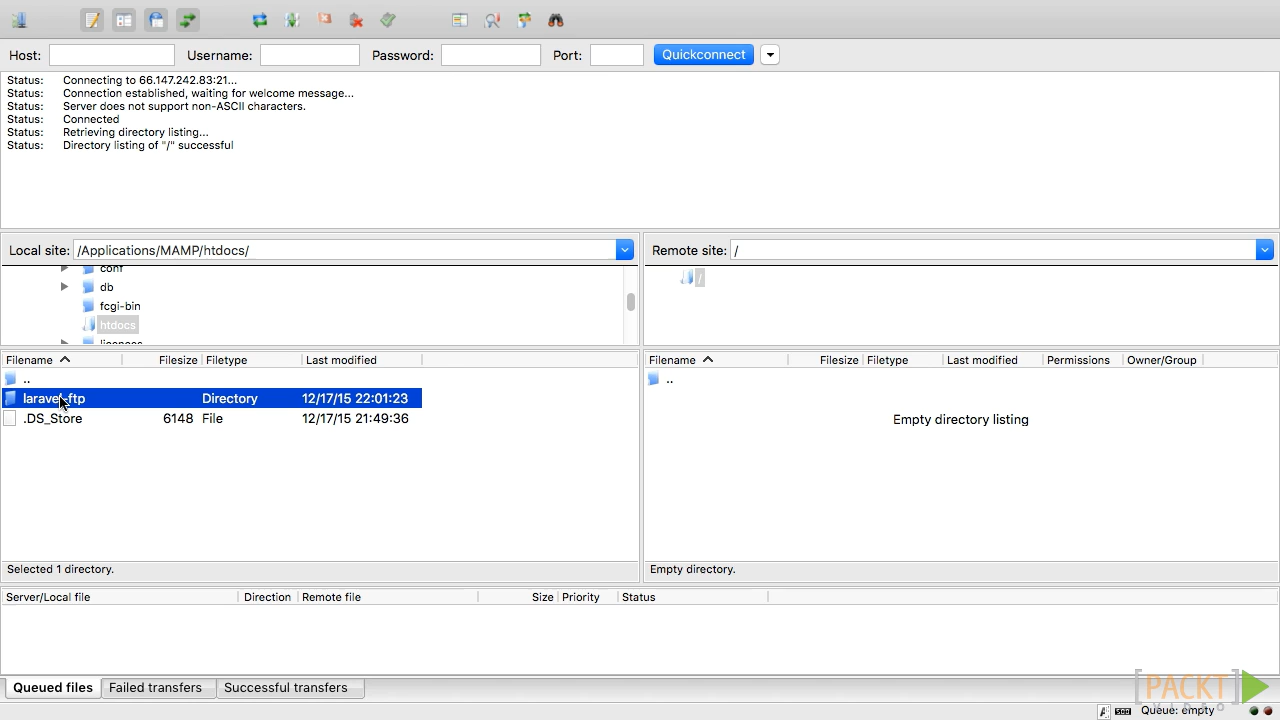 Host: Username: Password: Port: Quickconnect
Status: Connecting to 66.147.242.83:21...
Status: Connection established, waiting for welcome message...
Status: Server does not support non-ASCII characters.
Status: Connected
Status: Retrieving directory listing...
Status: Directory listing of "/" successful
Local site: /Applications/MAMP/htdocs/
Remote site: /
conf
db
fcgi-bin
htdocs
licences
/
Filename Filesize Filetype Last modified
..
laravel_ftp Directory 12/17/15 22:01:23
.DS_Store 6148 File 12/17/15 21:49:36
Selected 1 directory.
Filename Filesize Filetype Last modified Permissions Owner/Group
..
Empty directory listing
Empty directory.
Server/Local file Direction Remote file Size Priority Status
Queued files Failed transfers Successful transfers
[PACKT]
VIDEO
Queue: empty